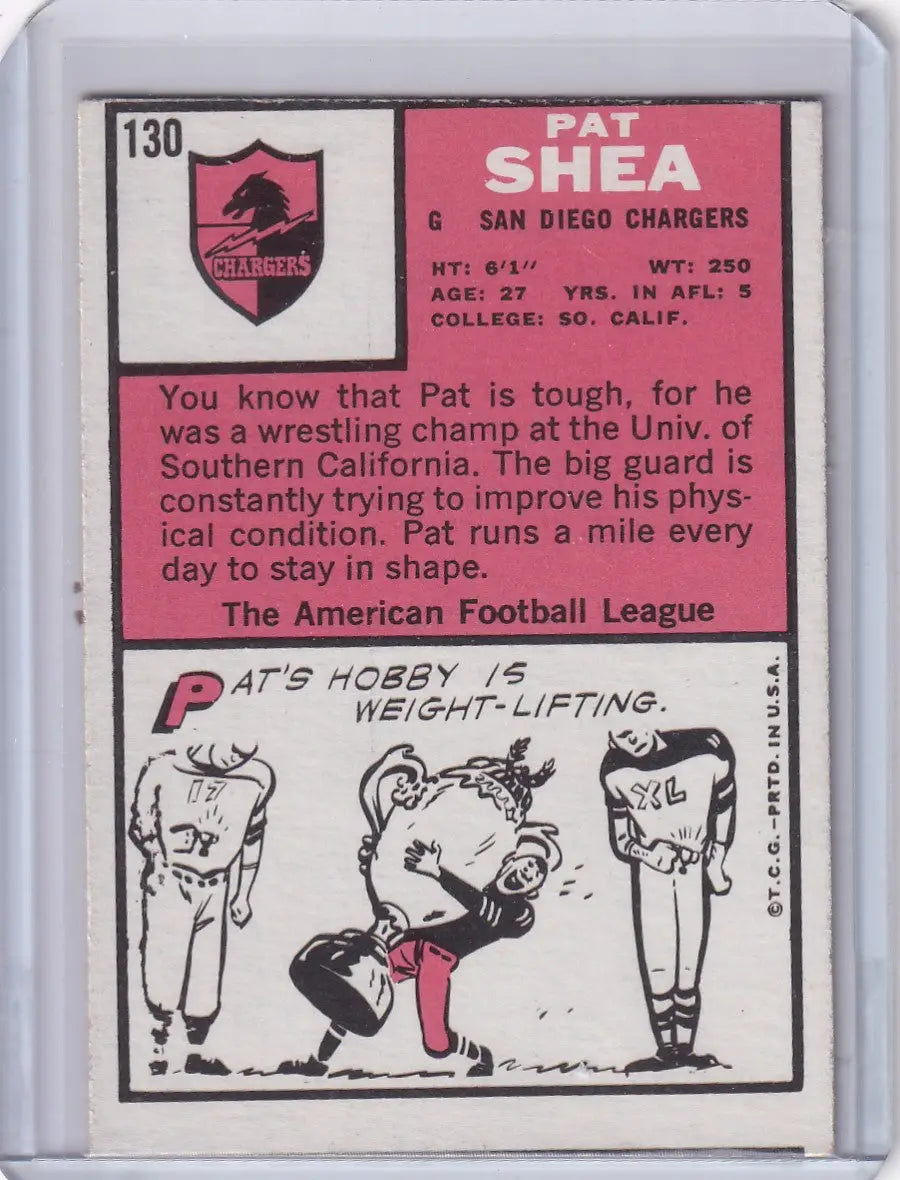 130
CHARGERS
PAT
SHEA
G SAN DIEGO CHARGERS
HT: 6'1" WT: 250
AGE: 27 YRS. IN AFL: 5
COLLEGE: SO. CALIF.
You know that Pat is tough, for he
was a wrestling champ at the Univ. of
Southern California. The big guard is
constantly trying to improve his phys-
ical condition. Pat runs a mile every
day to stay in shape.
The American Football League
PAT'S HOBBY IS
WEIGHT-LIFTING.
17
XL
©T.C.G.-PRTD. IN U.S.A.